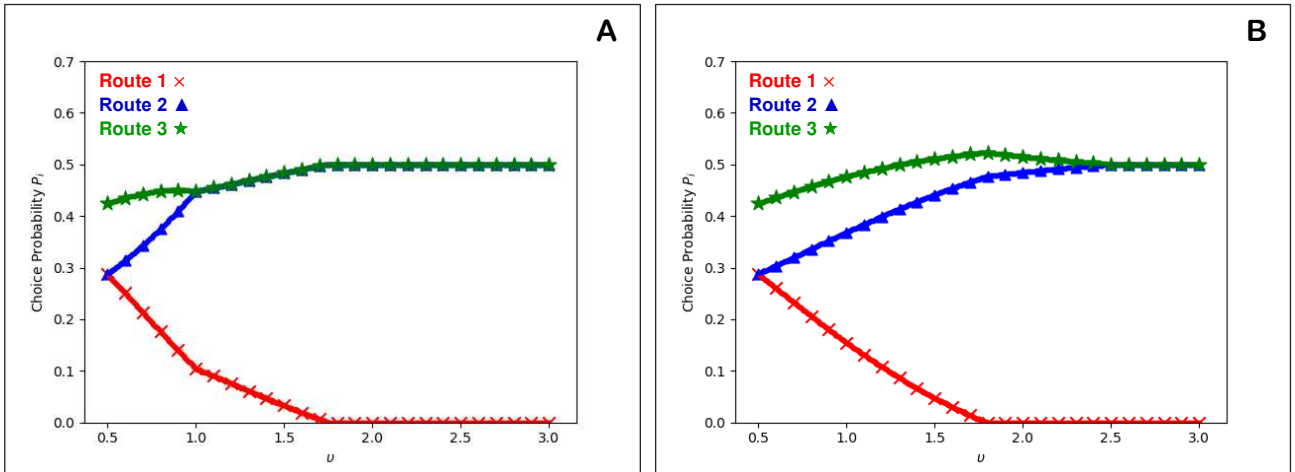 A
0.7
0.6
0.5
0.4
0.3
0.2
0.1
0.0
Choice Probability Pᵢ
Route 1 ×
Route 2 ▲
Route 3 ★
0.5 1.0 1.5 2.0 2.5 3.0
υ
B
0.7
0.6
0.5
0.4
0.3
0.2
0.1
0.0
Choice Probability Pᵢ
Route 1 ×
Route 2 ▲
Route 3 ★
0.5 1.0 1.5 2.0 2.5 3.0
υ